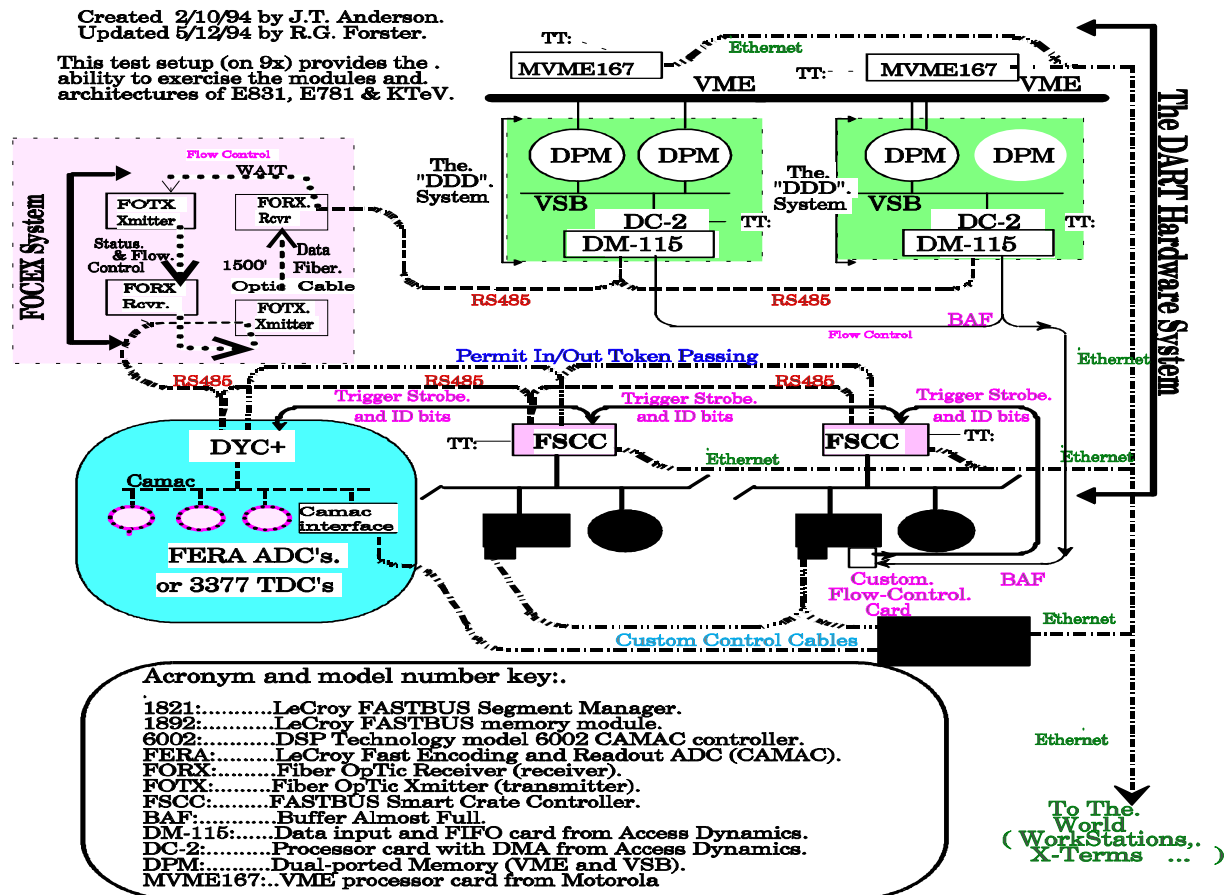 Created 2/10/94 by J.T. Anderson.
Updated 5/12/94 by R.G. Forster.
This test setup (on 9x) provides the .
ability to exercise the modules and.
architectures of E831, E781 & KTeV.
TT:
MVME167
Ethernet
TT:
MVME167
VME
VME
The DART Hardware System
DPM
DPM
DPM
DPM
The.
"DDD".
System
The.
"DDD".
System
VSB
DC-2
TT:
DM-115
VSB
DC-2
TT:
DM-115
Flow Control
WAIT
FOTX
Xmitter
FORX.
Rcvr
Status.
& Flow.
Control
1500'
Data
Fiber.
Optic Cable
FORX
Rcvr.
FOTX.
Xmitter
FOCEX System
RS485
RS485
BAF
Flow Control
Ethernet
Permit In/Out Token Passing
RS485
RS485
RS485
Trigger Strobe.
and ID bits
Trigger Strobe.
and ID bits
Trigger Strobe.
and ID bits
DYC+
TT:
FSCC
FSCC
TT:
Ethernet
Ethernet
Camac
Camac
interface
FERA ADC's.
or 3377 TDC's
Custom.
Flow-Control.
Card
BAF
Custom Control Cables
Ethernet
Acronym and model number key:.
.
1821:..........LeCroy FASTBUS Segment Manager.
1892:..........LeCroy FASTBUS memory module.
6002:..........DSP Technology model 6002 CAMAC controller.
FERA:.........LeCroy Fast Encoding and Readout ADC (CAMAC).
FORX:.........Fiber OpTic Receiver (receiver).
FOTX:.........Fiber OpTic Xmitter (transmitter).
FSCC:.........FASTBUS Smart Crate Controller.
BAF:...........Buffer Almost Full.
DM-115:......Data input and FIFO card from Access Dynamics.
DC-2:..........Processor card with DMA from Access Dynamics.
DPM:..........Dual-ported Memory (VME and VSB).
MVME167:..VME processor card from Motorola
Ethernet
To The.
World
( WorkStations,.
X-Terms ... )